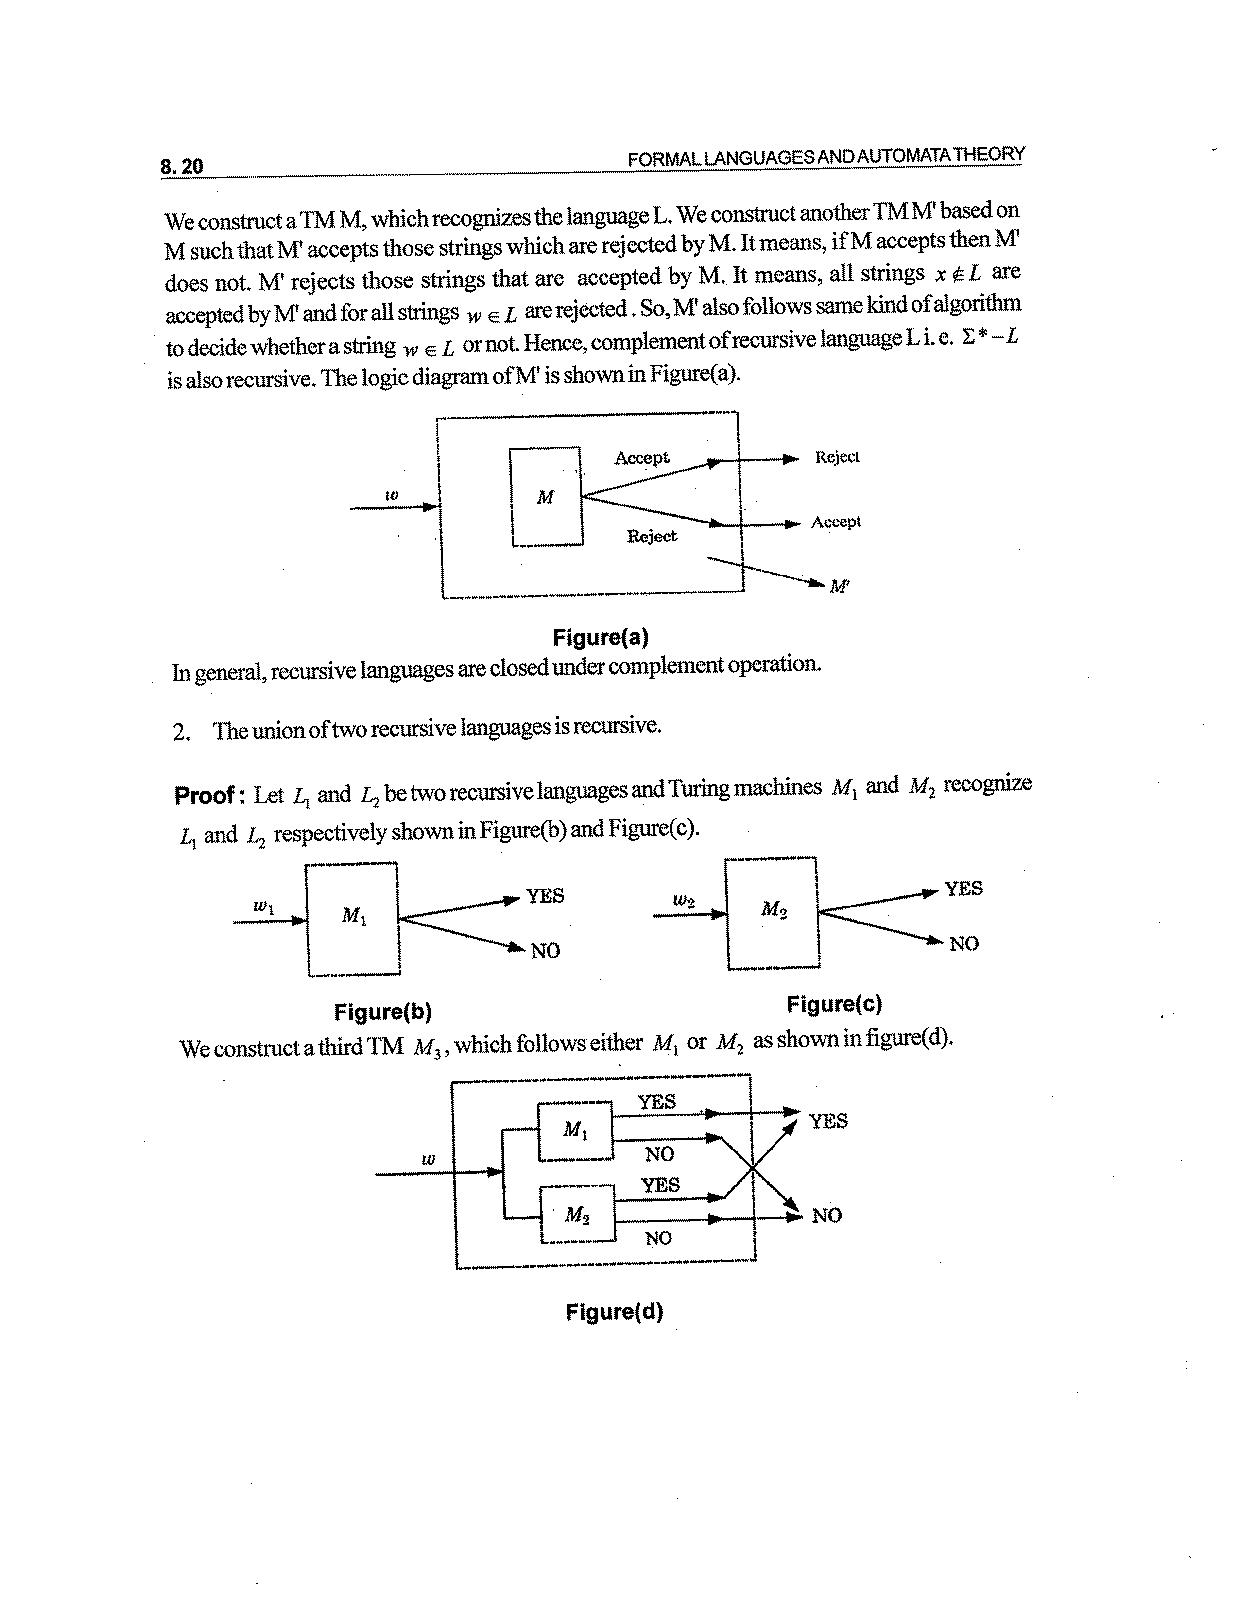 8. 20 FORMAL LANGUAGES AND AUTOMATA THEORY
We construct a TM M, which recognizes the language L. We construct another TM M' based on
M such that M' accepts those strings which are rejected by M. It means, if M accepts then M'
does not. M' rejects those strings that are accepted by M. It means, all strings x ∉ L are
accepted by M' and for all strings w ∈ L are rejected . So, M' also follows same kind of algorithm
to decide whether a string w ∈ L or not. Hence, complement of recursive language L i. e. Σ* – L
is also recursive. The logic diagram of M' is shown in Figure(a).
Accept
Reject
w
M
Accept
Reject
M'
Figure(a)
In general, recursive languages are closed under complement operation.
2. The union of two recursive languages is recursive.
Proof : Let L₁ and L₂ be two recursive languages and Turing machines M₁ and M₂ recognize
L₁ and L₂ respectively shown in Figure(b) and Figure(c).
w₁
M₁
YES
NO
w₂
M₂
YES
NO
Figure(b)
Figure(c)
We construct a third TM M₃ , which follows either M₁ or M₂ as shown in figure(d).
YES
M₁
YES
NO
w
YES
M₂
NO
NO
Figure(d)